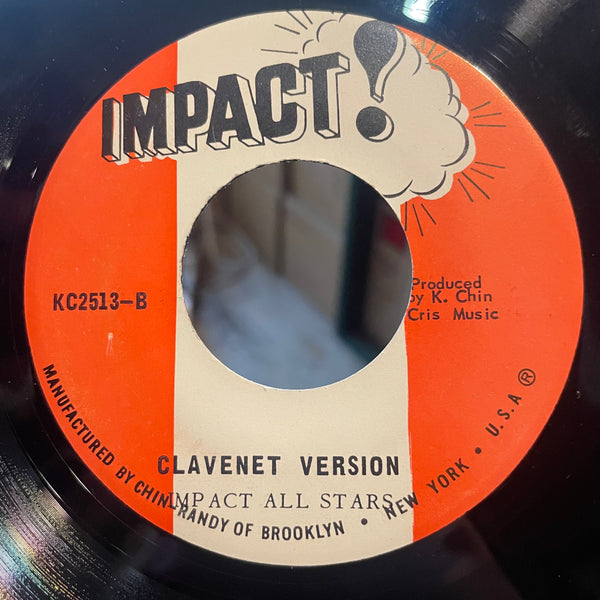 IMPACT!
KC2513-B
Produced
by K. Chin
Cris Music
CLAVENET VERSION
IMPACT ALL STARS
MANUFACTURED BY CHIN-RANDY OF BROOKLYN • NEW YORK • U.S.A ®